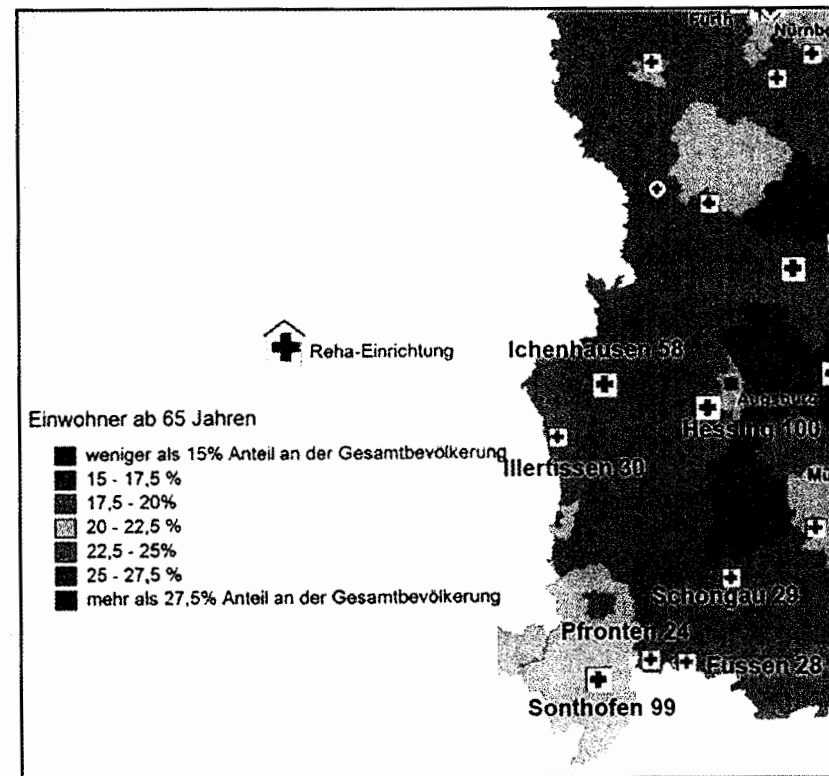 Fürth
Reha-Einrichtung
Ichenhausen 58
Augsburg
Hessing 100
Illertissen 30
Einwohner ab 65 Jahren
weniger als 15% Anteil an der Gesamtbevölkerung
15 - 17,5 %
17,5 - 20%
20 - 22,5 %
22,5 - 25%
25 - 27,5 %
mehr als 27,5% Anteil an der Gesamtbevölkerung
Schongau 29
Pfronten 24
Füssen 28
Sonthofen 99